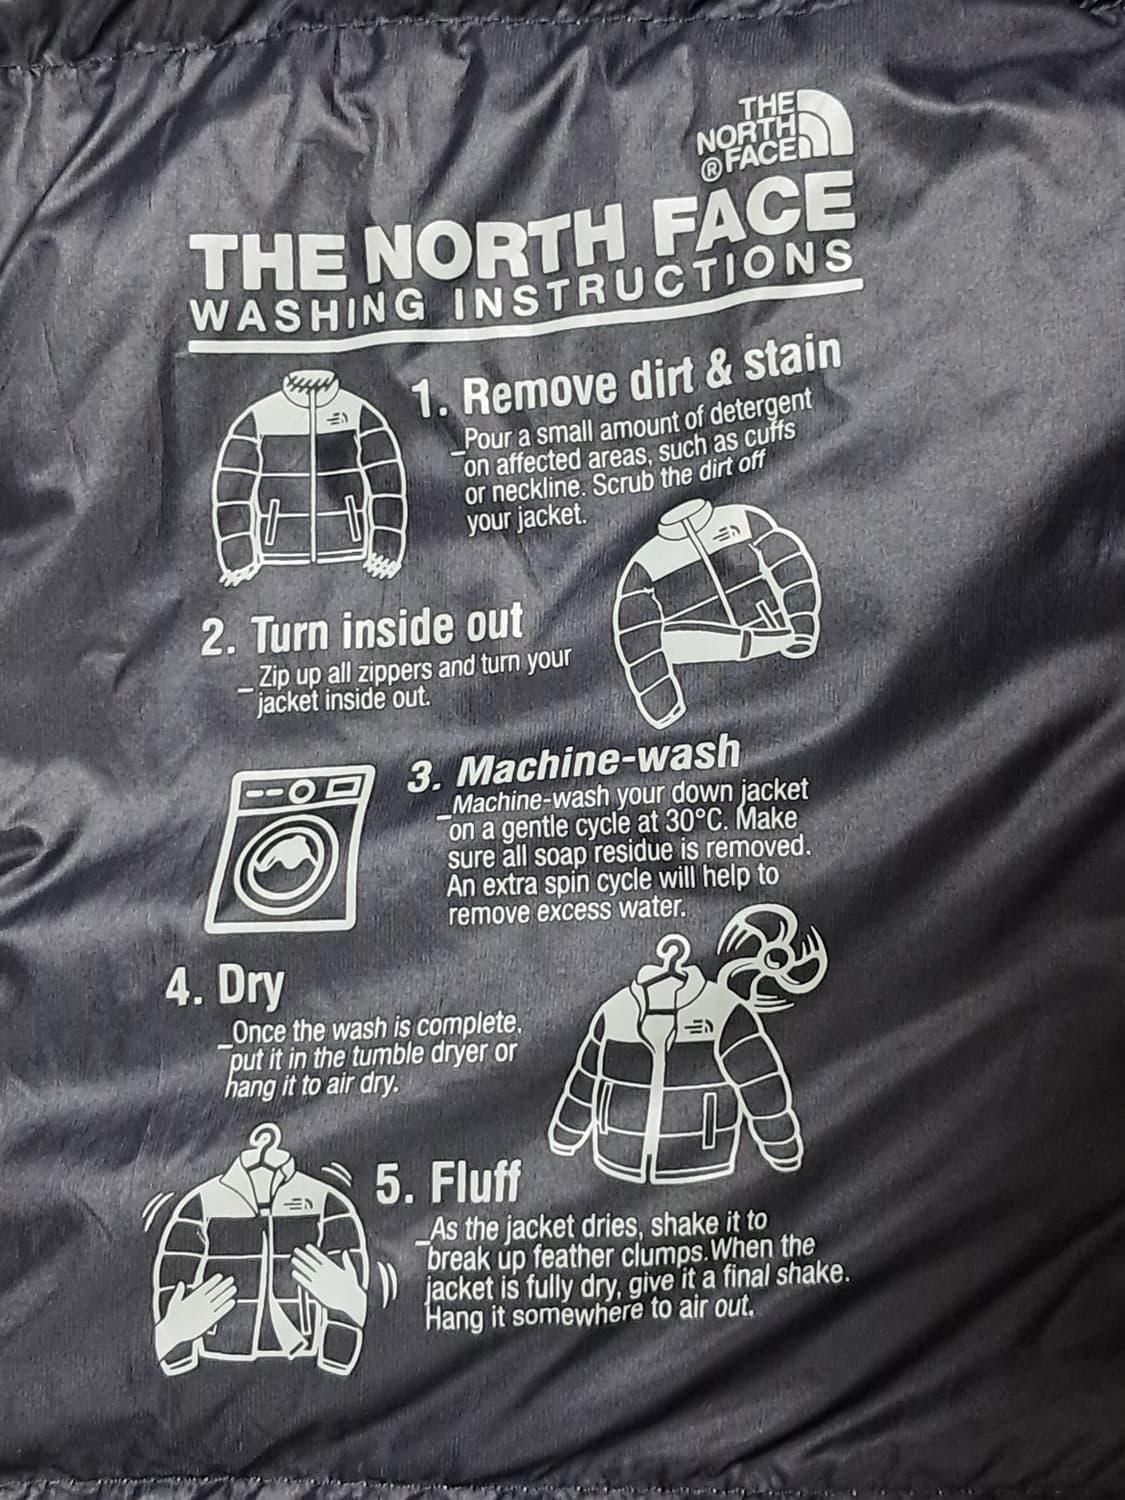 THE
NORTH
®FACE
THE NORTH FACE
WASHING INSTRUCTIONS
1. Remove dirt & stain
_Pour a small amount of detergent
on affected areas, such as cuffs
or neckline. Scrub the dirt off
your jacket.
2. Turn inside out
_ Zip up all zippers and turn your
jacket inside out.
3. Machine-wash
_Machine-wash your down jacket
on a gentle cycle at 30°C. Make
sure all soap residue is removed.
An extra spin cycle will help to
remove excess water.
4. Dry
_Once the wash is complete,
put it in the tumble dryer or
hang it to air dry.
5. Fluff
_As the jacket dries, shake it to
break up feather clumps.When the
jacket is fully dry, give it a final shake.
Hang it somewhere to air out.